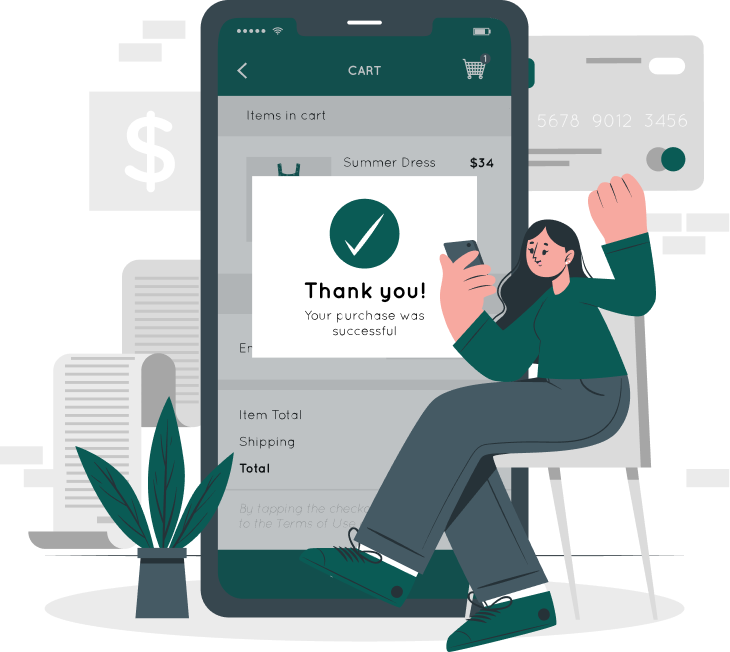 CART
1
5678 9012 3456
Items in cart
Summer Dress $34
$
Thank you!
Your purchase was
successful
Item Total
Shipping
Total
By tapping the
to the Terms of Use